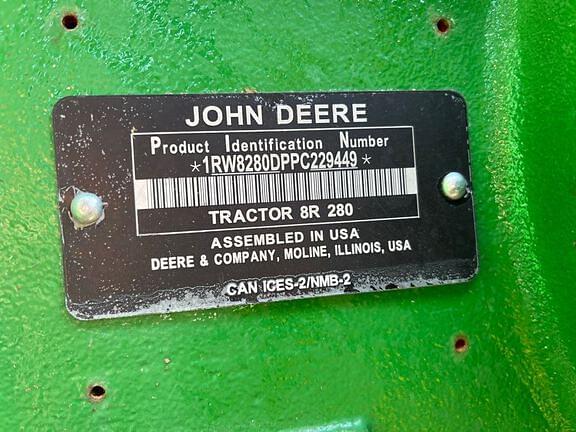 JOHN DEERE
Product Identification Number
*1RW8280DPPC229449*
TRACTOR 8R 280
ASSEMBLED IN USA
DEERE & COMPANY, MOLINE, ILLINOIS, USA
CAN ICES-2/NMB-2